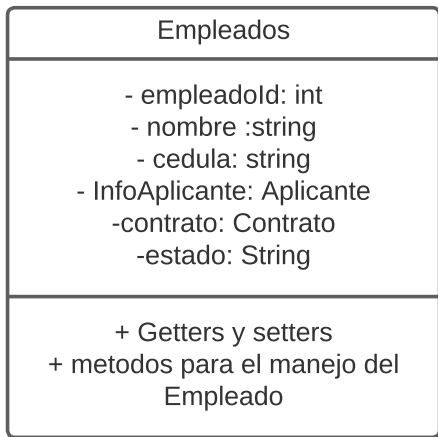 Empleados
- empleadoId: int
- nombre :string
- cedula: string
- InfoAplicante: Aplicante
-contrato: Contrato
-estado: String
+ Getters y setters
+ metodos para el manejo del
Empleado